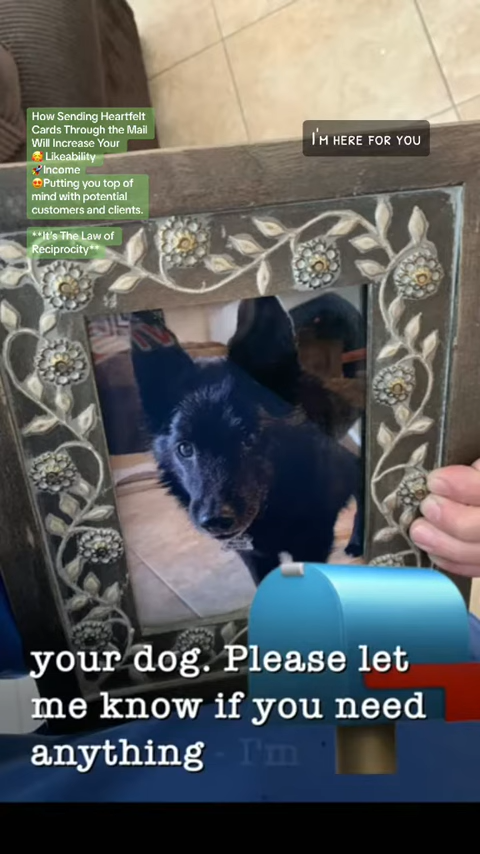 How Sending Heartfelt
Cards Through the Mail
Will Increase Your
🥰 Likeability
🚀Income
😍Putting you top of
mind with potential
customers and clients.
**It's The Law of
Reciprocity**
I'M HERE FOR YOU
your dog. Please let
me know if you need
anything - I'm